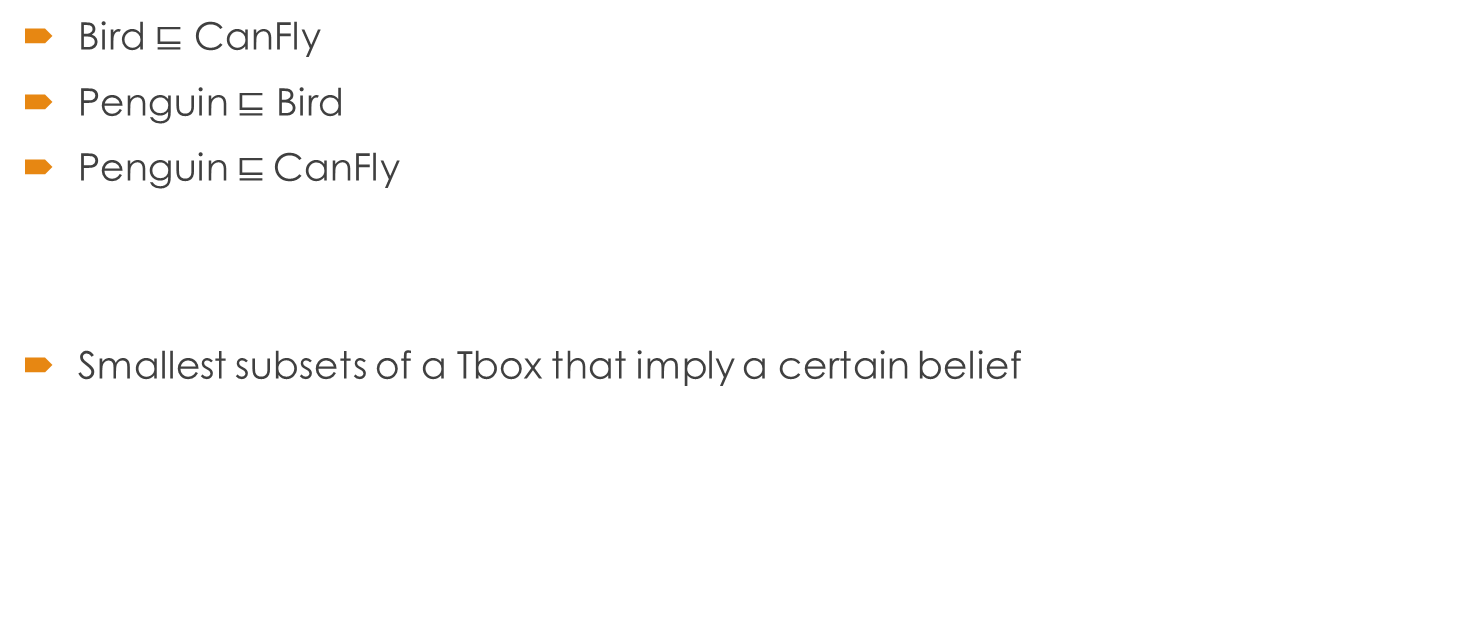 Bird ⊑ CanFly
Penguin ⊑ Bird
Penguin ⊑ CanFly
Smallest subsets of a Tbox that imply a certain belief